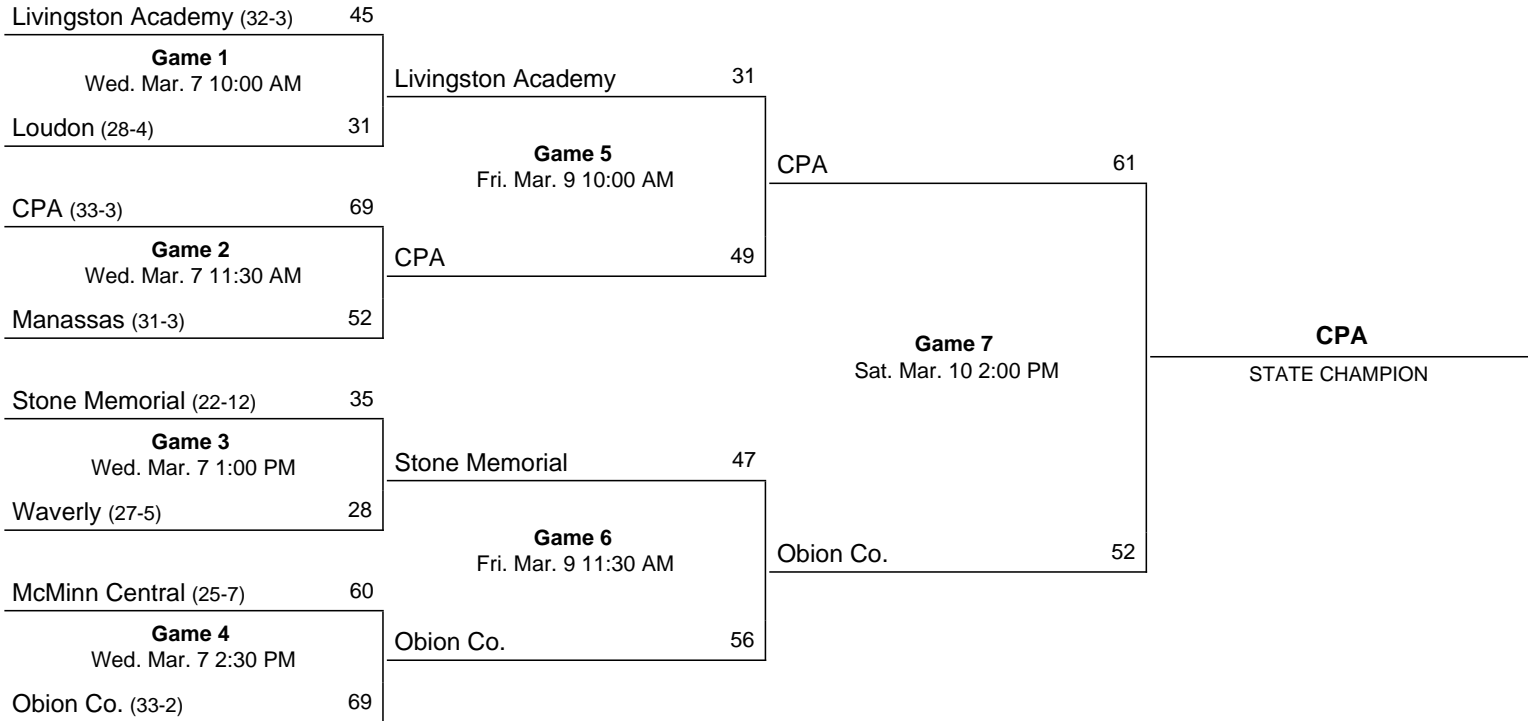 Livingston Academy (32-3) 45
Game 1
Wed. Mar. 7 10:00 AM
Loudon (28-4) 31
CPA (33-3) 69
Game 2
Wed. Mar. 7 11:30 AM
Manassas (31-3) 52
Stone Memorial (22-12) 35
Game 3
Wed. Mar. 7 1:00 PM
Waverly (27-5) 28
McMinn Central (25-7) 60
Game 4
Wed. Mar. 7 2:30 PM
Obion Co. (33-2) 69
Livingston Academy 31
Game 5
Fri. Mar. 9 10:00 AM
CPA 49
Stone Memorial 47
Game 6
Fri. Mar. 9 11:30 AM
Obion Co. 56
CPA 61
Game 7
Sat. Mar. 10 2:00 PM
Obion Co. 52
CPA
STATE CHAMPION